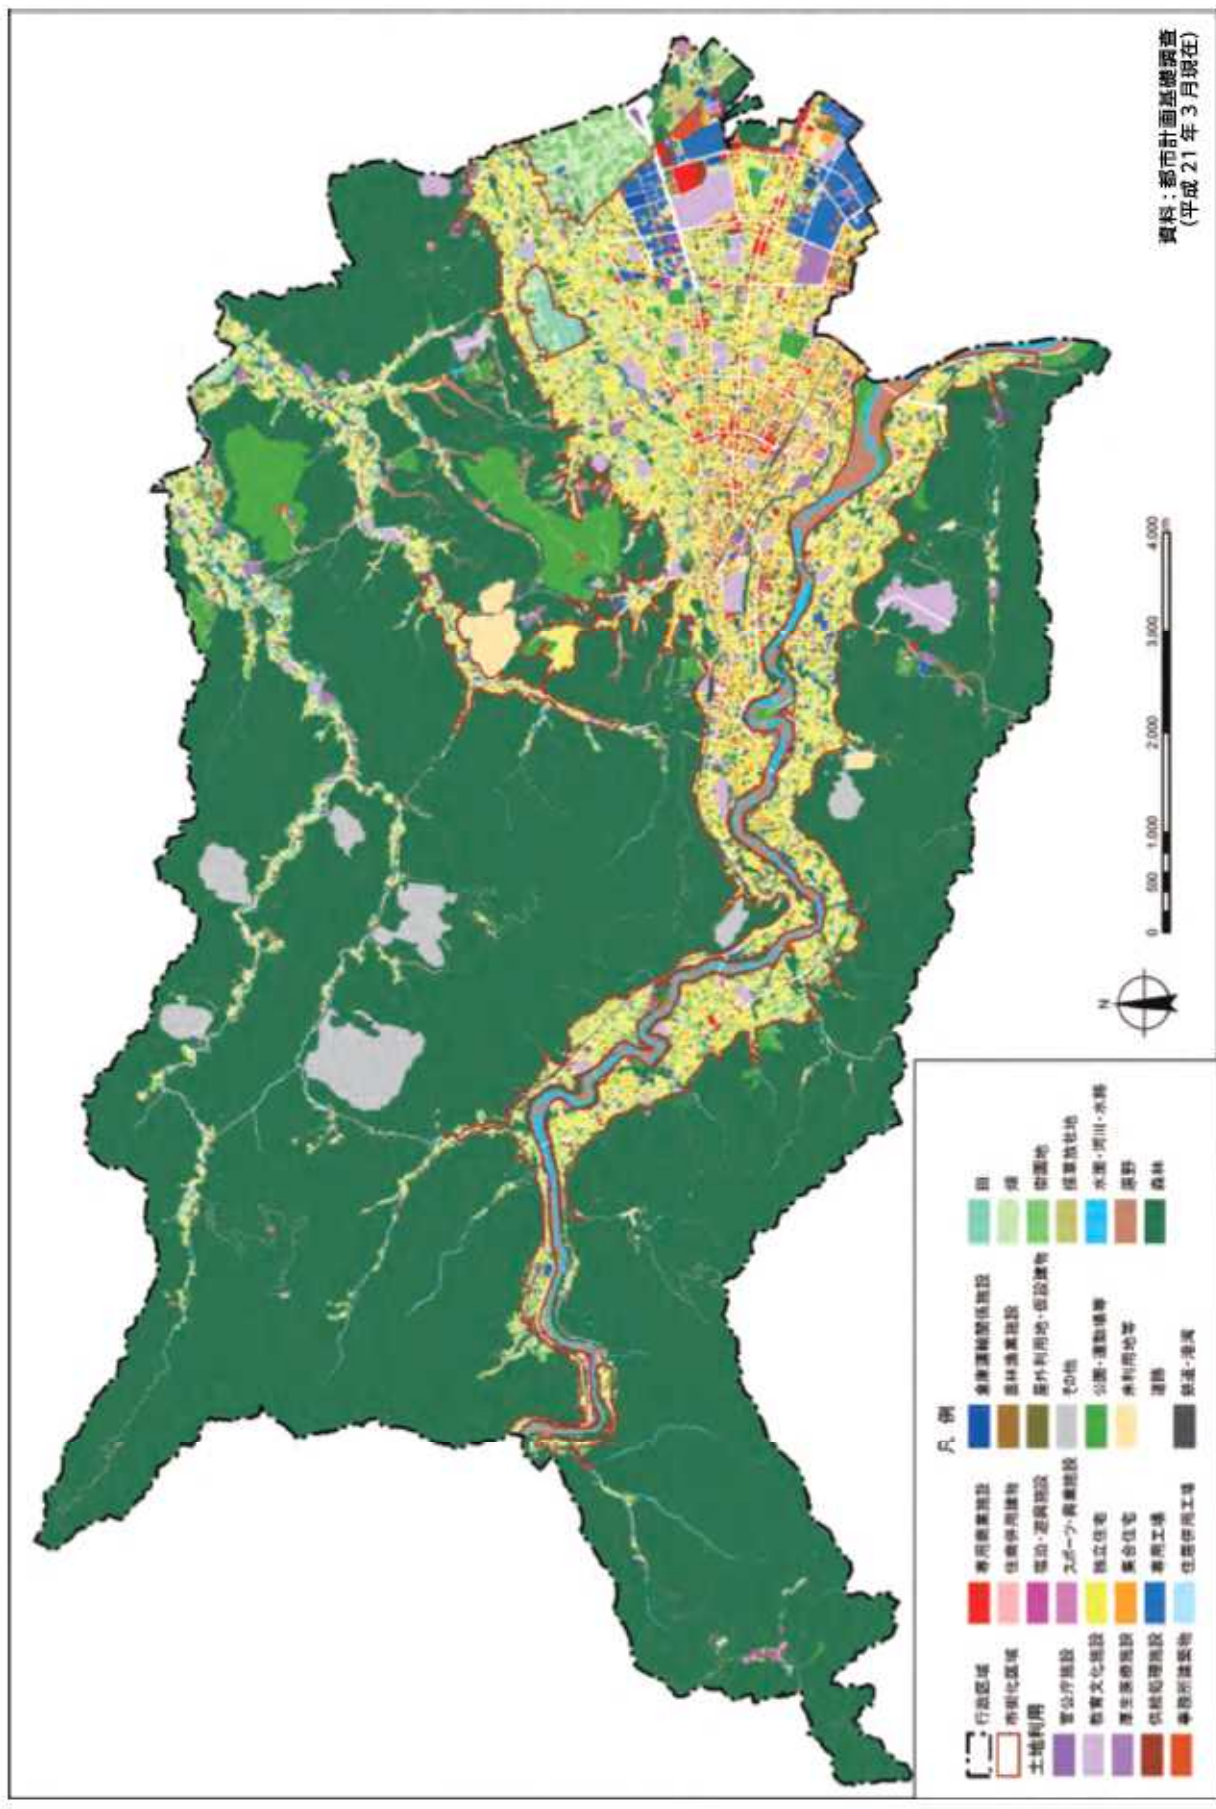 資料：都市計画基礎調査
(平成21年3月現在)
N
0 500 1,000 2,000 3,000 4,000
m
凡例
行政区域
市街化区域
土地利用
官公庁施設
教育文化施設
厚生医療施設
供給処理施設
事務所建築物
専用商業施設
住商併用建物
宿泊・遊興施設
スポーツ・興業施設
独立住宅
集合住宅
専用工場
住居併用工場
倉庫運輸関係施設
農林漁業施設
屋外利用地・仮設建物
その他
公園・運動場等
未利用地等
道路
鉄道・港湾
田
畑
樹園地
採草放牧地
水面・河川・水路
原野
森林